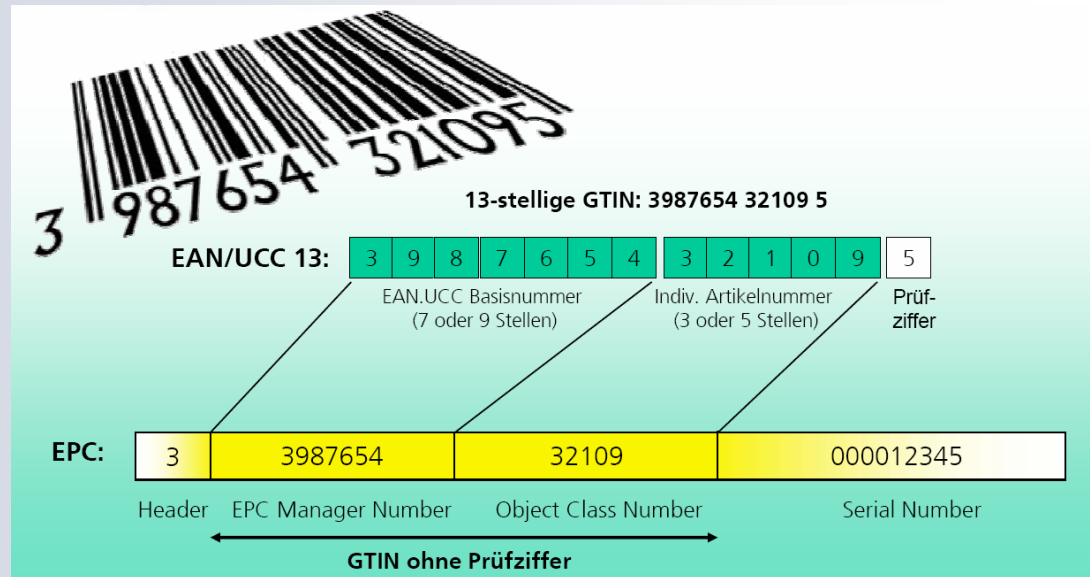 3 987654 321095
13-stellige GTIN: 3987654 32109 5
EAN/UCC 13: 3 9 8 7 6 5 4 3 2 1 0 9 5
EAN.UCC Basisnummer
(7 oder 9 Stellen)
Indiv. Artikelnummer
(3 oder 5 Stellen)
Prüf-
ziffer
EPC: 3 3987654 32109 000012345
Header EPC Manager Number Object Class Number Serial Number
GTIN ohne Prüfziffer